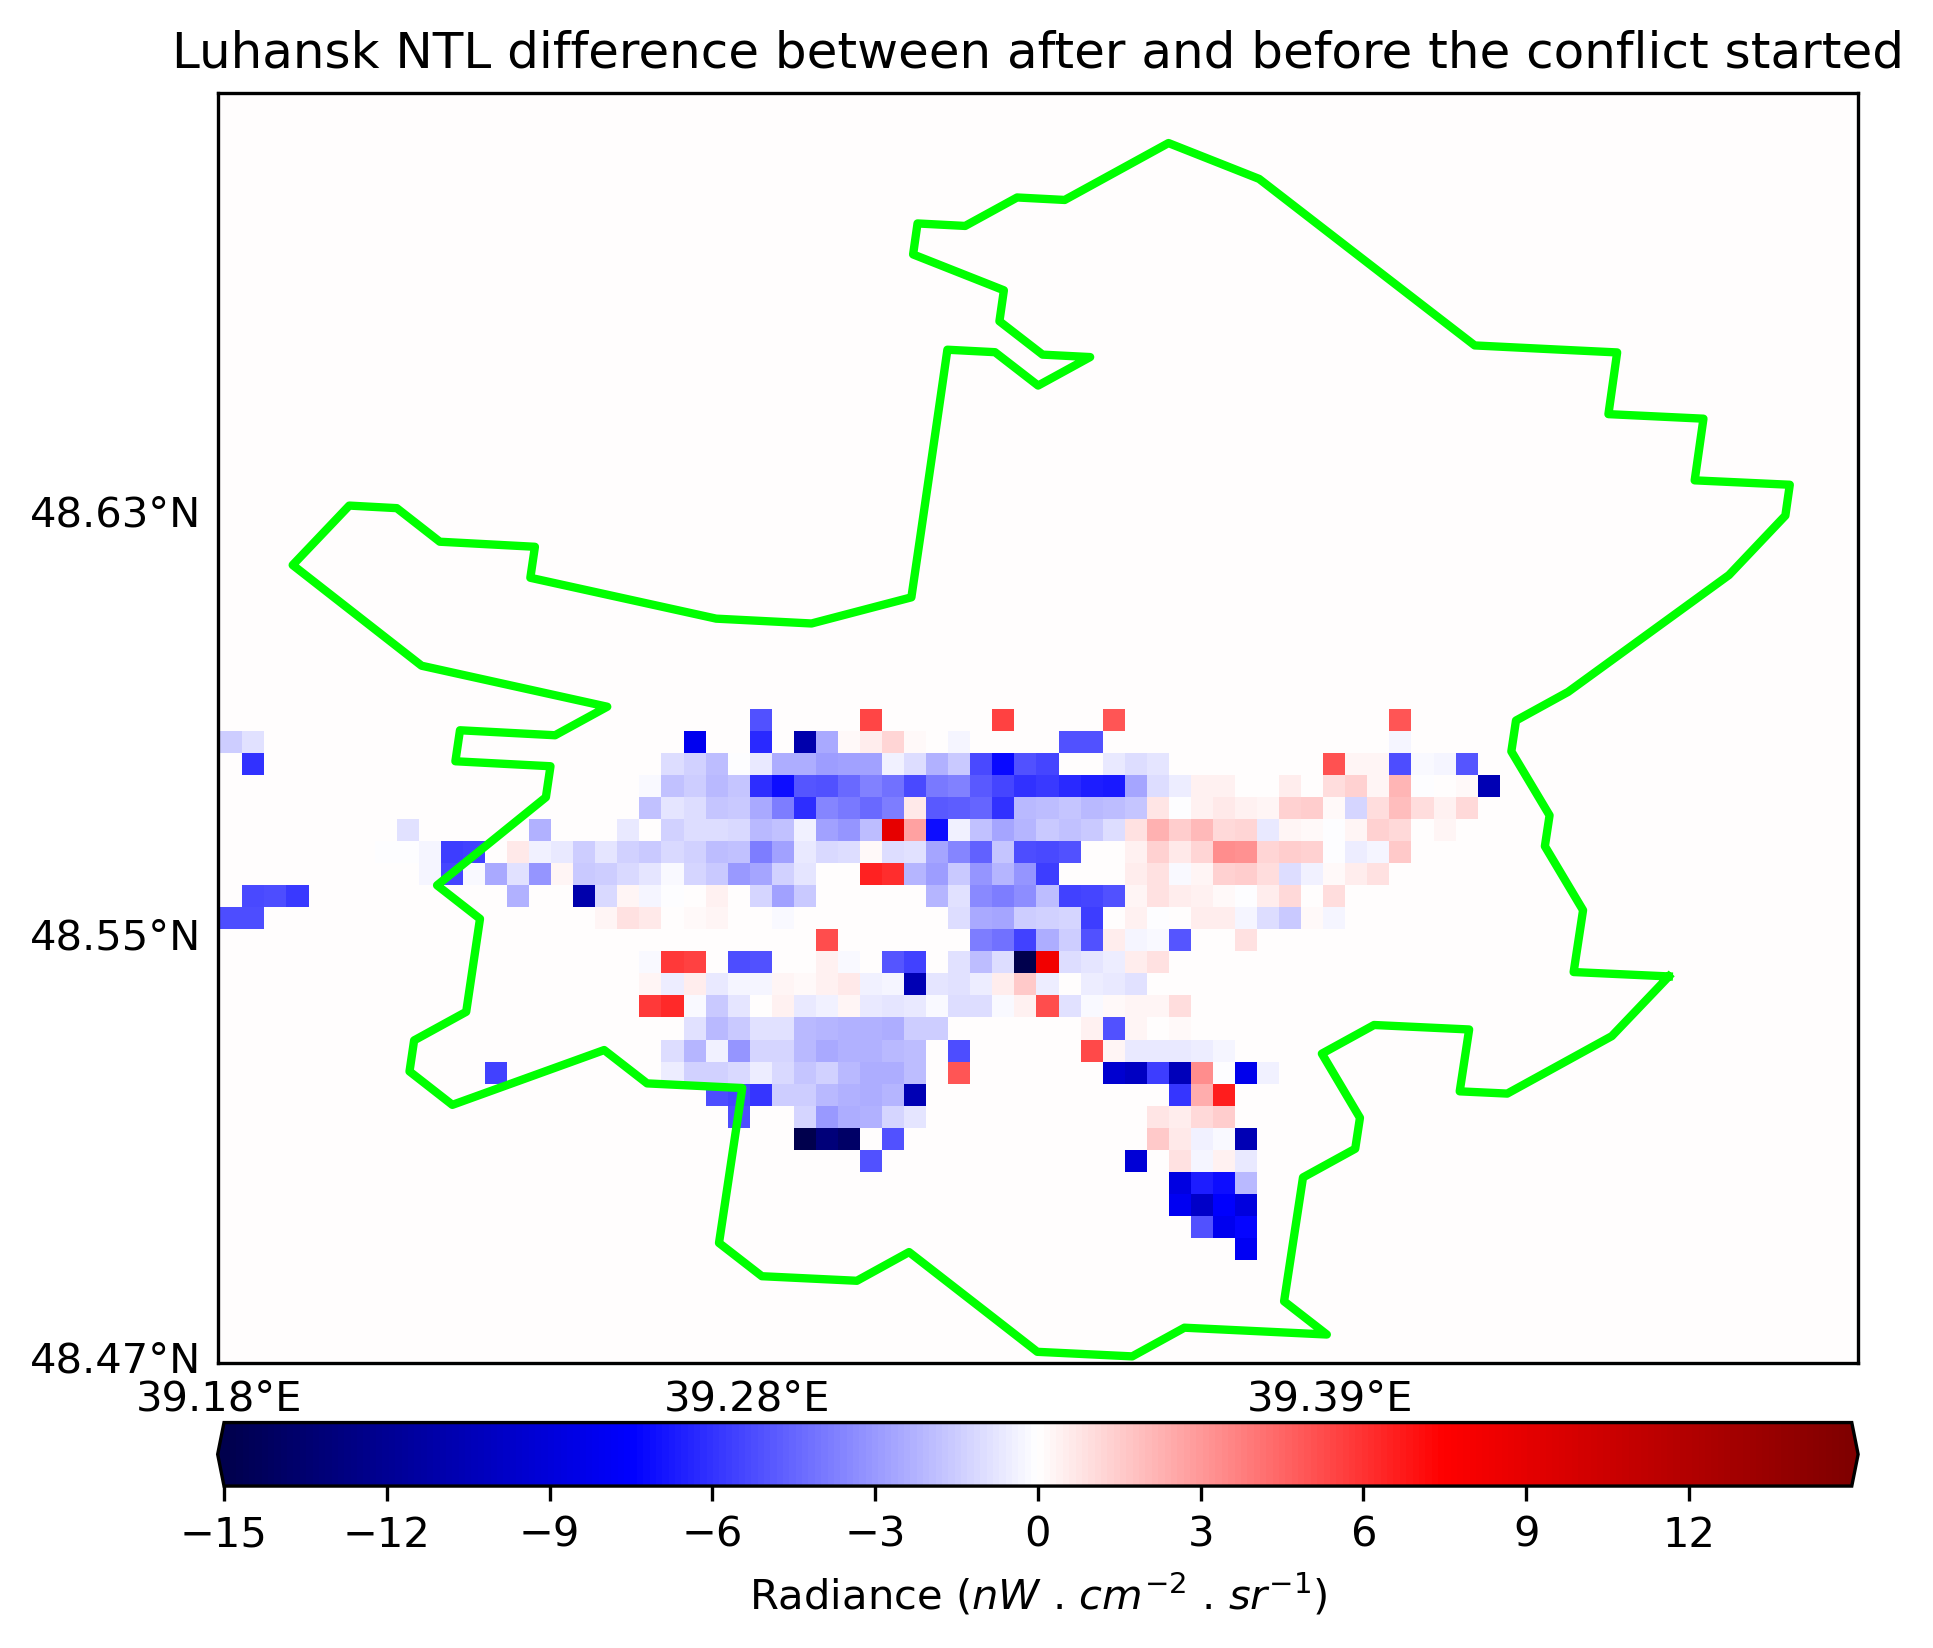 Luhansk NTL difference between after and before the conflict started
48.63°N
48.55°N
48.47°N
39.18°E 39.28°E 39.39°E
−15 −12 −9 −6 −3 0 3 6 9 12
Radiance (nW . cm⁻² . sr⁻¹)